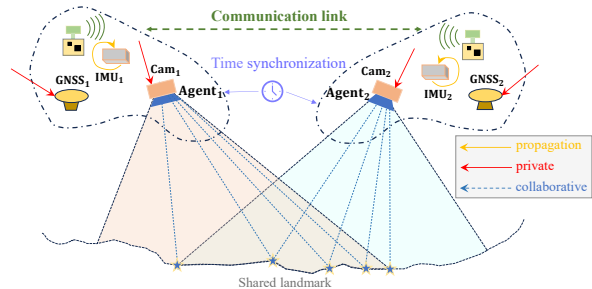 Communication link
Time synchronization
GNSS₁
IMU₁
Cam₁
Agent₁
Cam₂
Agent₂
IMU₂
GNSS₂
propagation
private
collaborative
Shared landmark